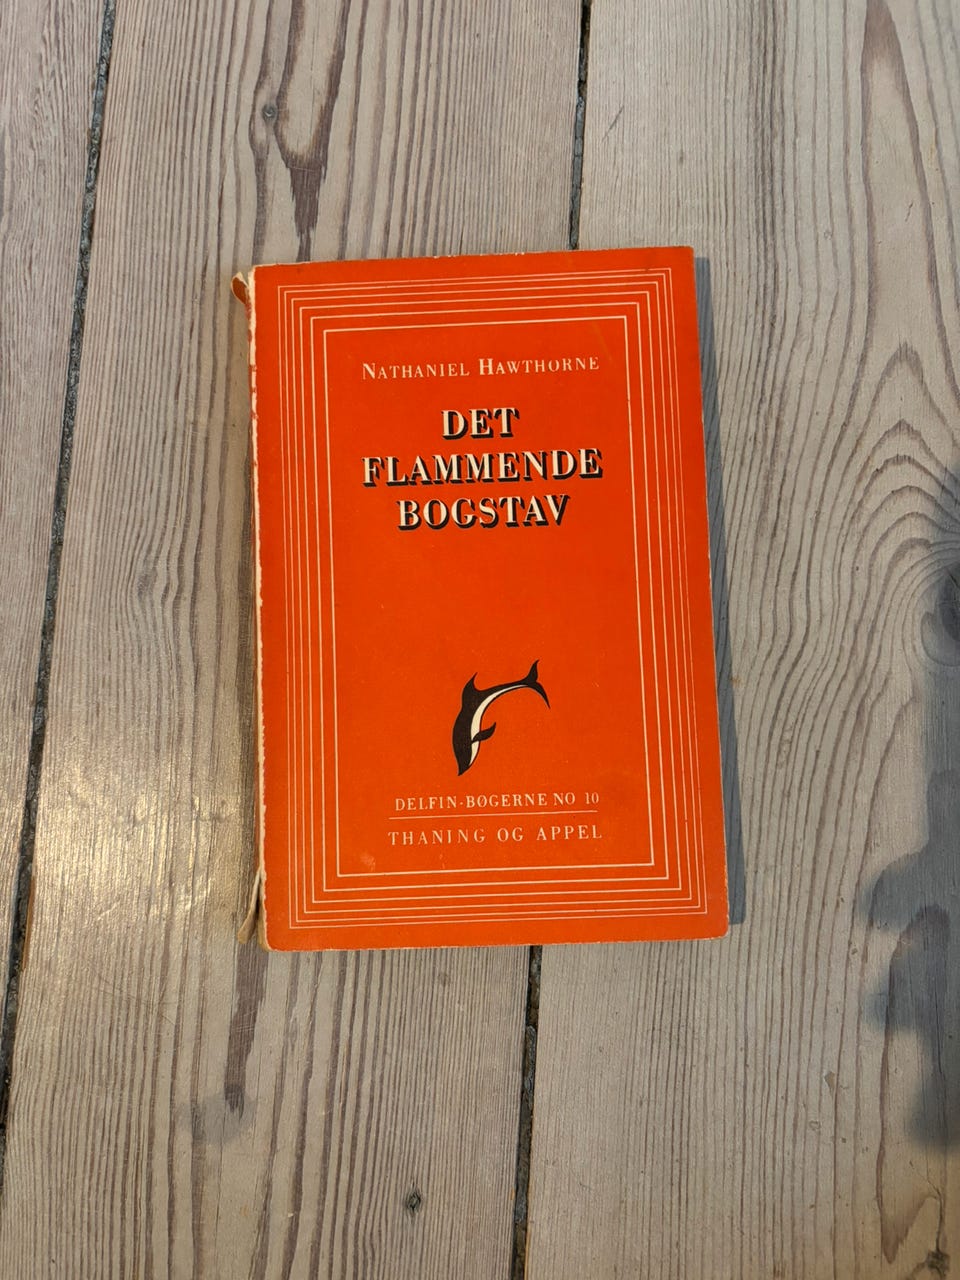 NATHANIEL HAWTHORNE
DET
FLAMMENDE
BOGSTAV
DELFIN-BØGERNE NO 10
THANING OG APPEL